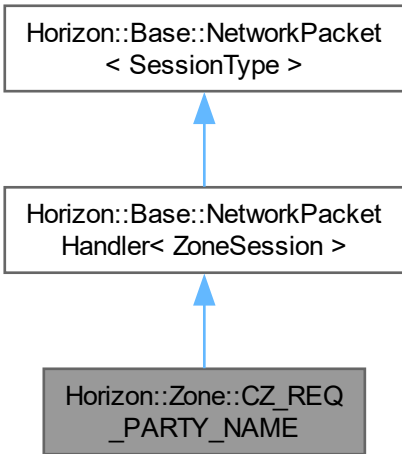 Horizon::Base::NetworkPacket
< SessionType >
Horizon::Base::NetworkPacket
Handler< ZoneSession >
Horizon::Zone::CZ_REQ
_PARTY_NAME